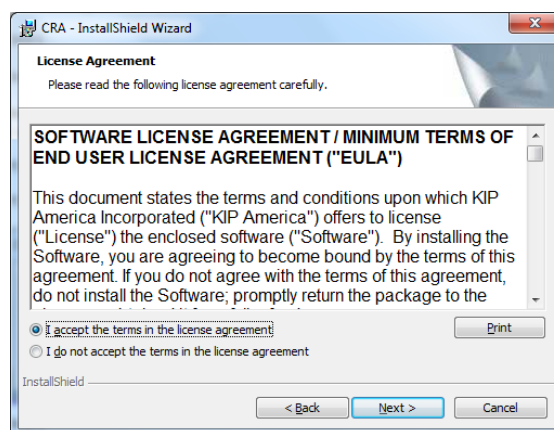 CRA - InstallShield Wizard
License Agreement
Please read the following license agreement carefully.
SOFTWARE LICENSE AGREEMENT / MINIMUM TERMS OF
END USER LICENSE AGREEMENT ("EULA")
This document states the terms and conditions upon which KIP
America Incorporated ("KIP America") offers to license
("License") the enclosed software ("Software").  By installing the
Software, you are agreeing to become bound by the terms of this
agreement. If you do not agree with the terms of this agreement,
do not install the Software; promptly return the package to the
I accept the terms in the license agreement
Print
I do not accept the terms in the license agreement
InstallShield
< Back
Next >
Cancel